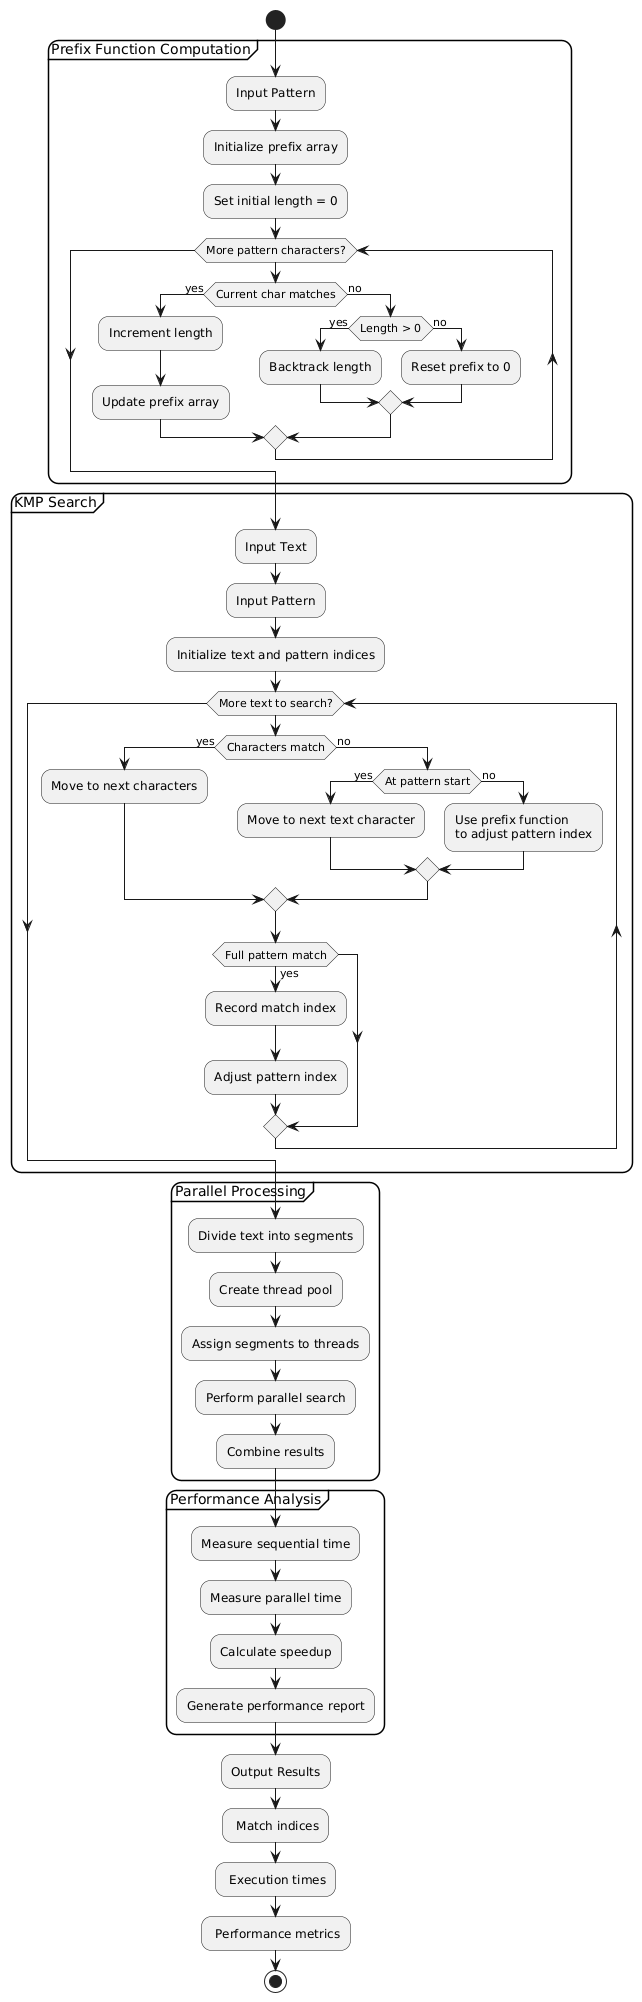 Prefix Function Computation
Input Pattern
Initialize prefix array
Set initial length = 0
More pattern characters?
yes
Current char matches
no
Increment length
yes
Length > 0
no
Backtrack length
Reset prefix to 0
Update prefix array
KMP Search
Input Text
Input Pattern
Initialize text and pattern indices
More text to search?
yes
Characters match
no
Move to next characters
yes
At pattern start
no
Move to next text character
Use prefix function
to adjust pattern index
Full pattern match
yes
Record match index
Adjust pattern index
Parallel Processing
Divide text into segments
Create thread pool
Assign segments to threads
Perform parallel search
Combine results
Performance Analysis
Measure sequential time
Measure parallel time
Calculate speedup
Generate performance report
Output Results
Match indices
Execution times
Performance metrics